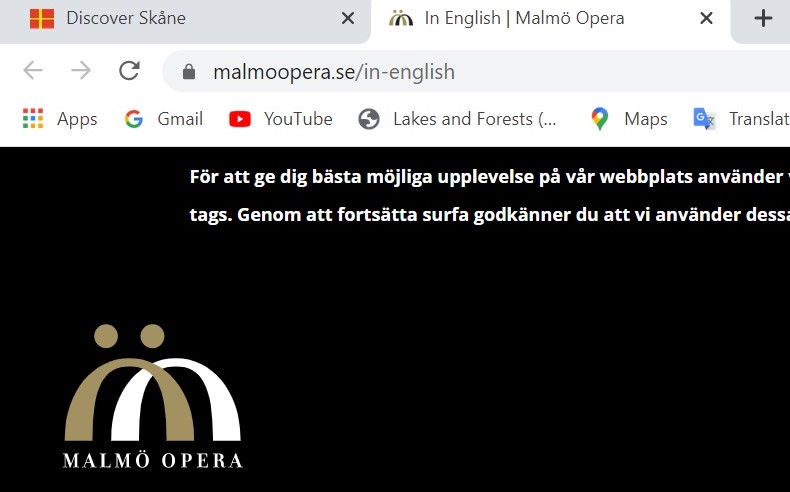 Discover Skåne
In English | Malmö Opera
malmoopera.se/in-english
Apps Gmail YouTube Lakes and Forests (... Maps Translat
För att ge dig bästa möjliga upplevelse på vår webbplats använder v
tags. Genom att fortsätta surfa godkänner du att vi använder dessa
MALMÖ OPERA